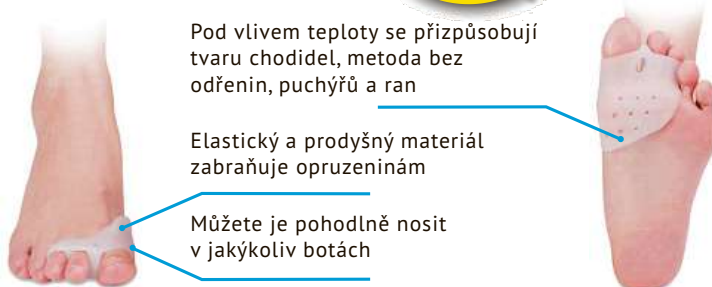 Pod vlivem teploty se přizpůsobují
tvaru chodidel, metoda bez
odřenin, puchýřů a ran
Elastický a prodyšný materiál
zabraňuje opruzeninám
Můžete je pohodlně nosit
v jakýkoliv botách